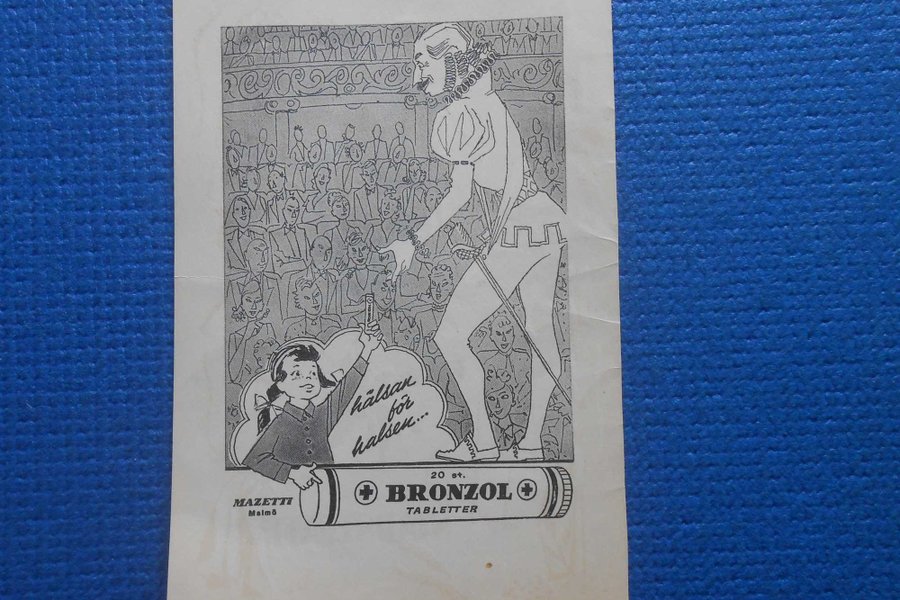 hälsan
för
halsen...
20 st.
BRONZOL
TABLETTER
MAZETTI
Malmö